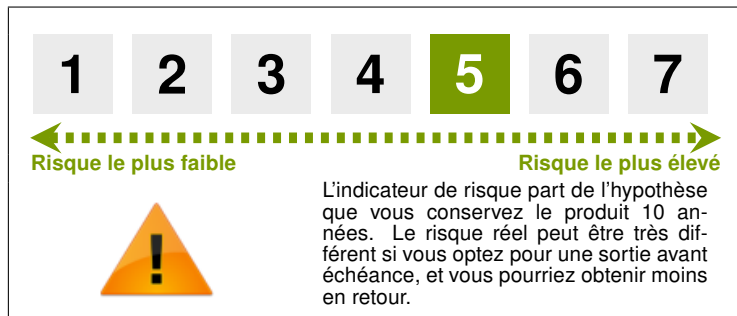 1 2 3 4 5 6 7
Risque le plus faible Risque le plus élevé
L'indicateur de risque part de l'hypothèse
que vous conservez le produit 10 an-
nées. Le risque réel peut être très dif-
férent si vous optez pour une sortie avant
échéance, et vous pourriez obtenir moins
en retour.
!